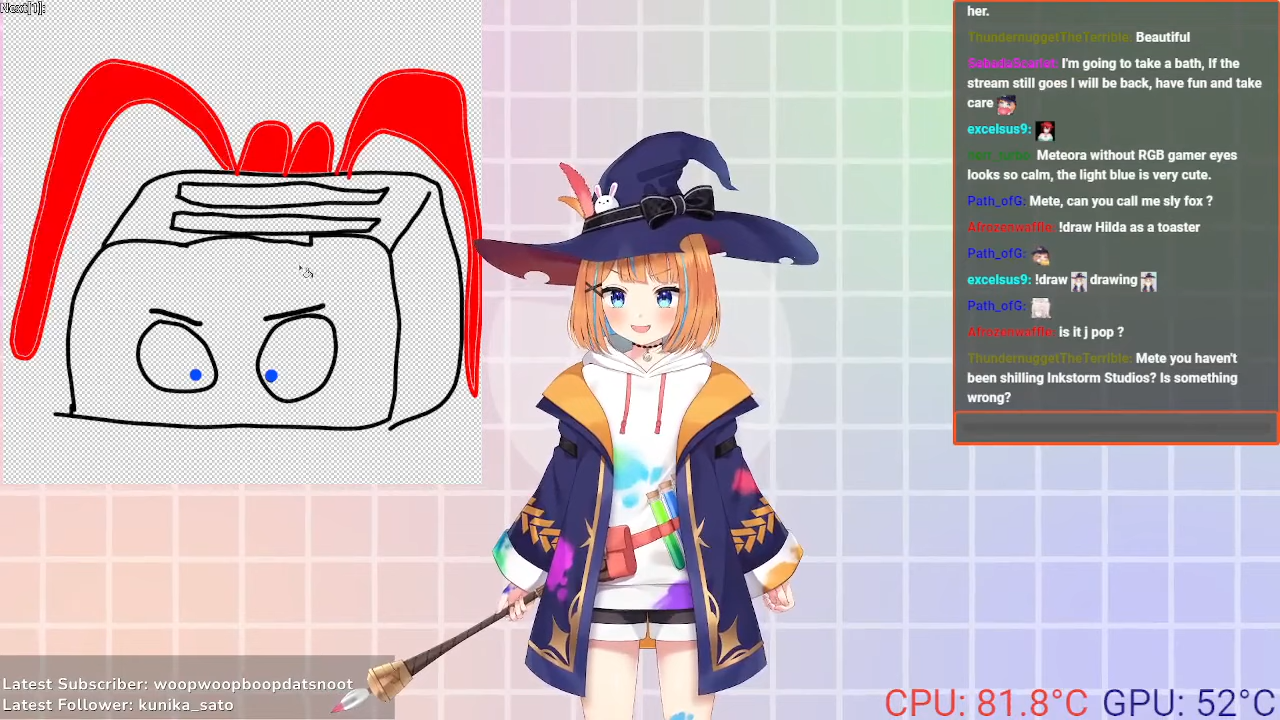 Next[1]:
her.
ThundernuggetTheTerrible: Beautiful
I'm going to take a bath, If the
stream still goes I will be back, have fun and take
care
excelsus9:
Meteora without RGB gamer eyes
looks so calm, the light blue is very cute.
Path_ofG: Mete, can you call me sly fox ?
Afrozenwaffle: !draw Hilda as a toaster
Path_ofG:
excelsus9: !draw drawing
Path_ofG:
Afrozenwaffle: is it j pop ?
ThundernuggetTheTerrible: Mete you haven't
been shilling Inkstorm Studios? Is something
wrong?
Latest Subscriber: woopwoopboopdatsnoot
Latest Follower: kunika_sato
CPU: 81.8°C GPU: 52°C